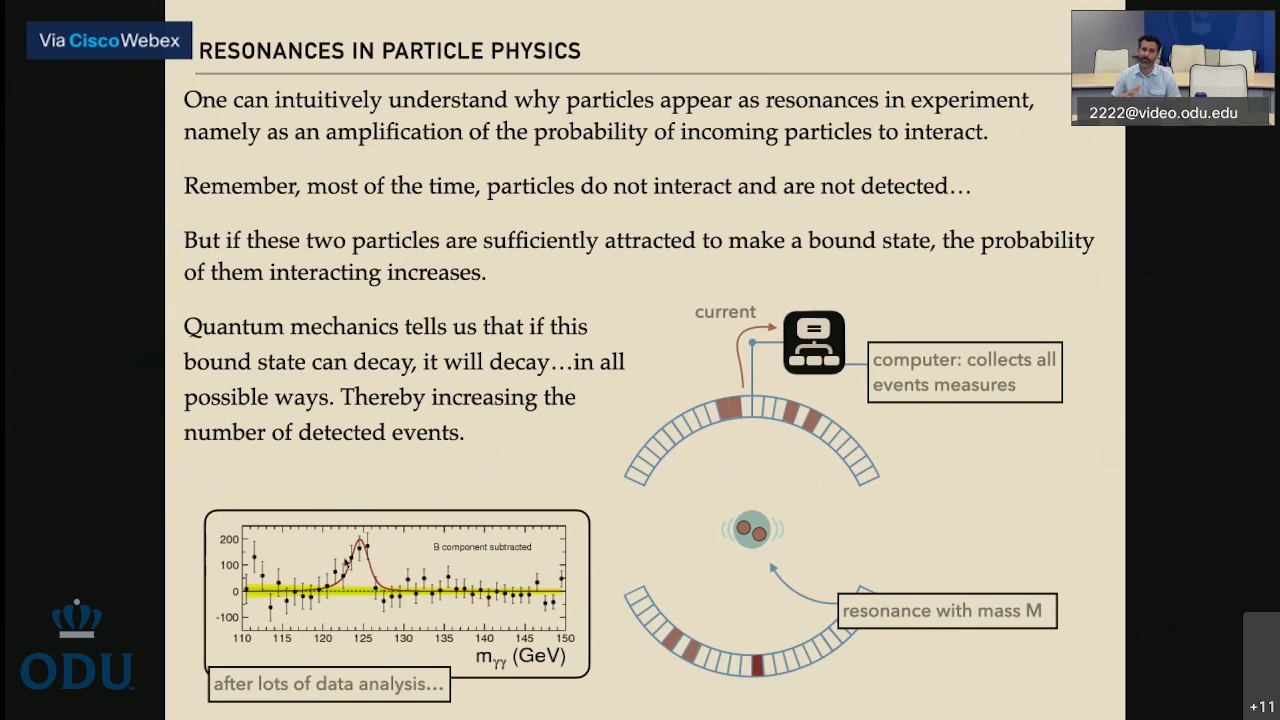 Via Cisco Webex
RESONANCES IN PARTICLE PHYSICS
2222@video.odu.edu
One can intuitively understand why particles appear as resonances in experiment,
namely as an amplification of the probability of incoming particles to interact.
Remember, most of the time, particles do not interact and are not detected…
But if these two particles are sufficiently attracted to make a bound state, the probability
of them interacting increases.
Quantum mechanics tells us that if this
bound state can decay, it will decay…in all
possible ways. Thereby increasing the
number of detected events.
current
=
computer: collects all
events measures
resonance with mass M
200
100
0
-100
B component subtracted
110 115 120 125 130 135 140 145 150
mγγ (GeV)
after lots of data analysis…
ODU
+11